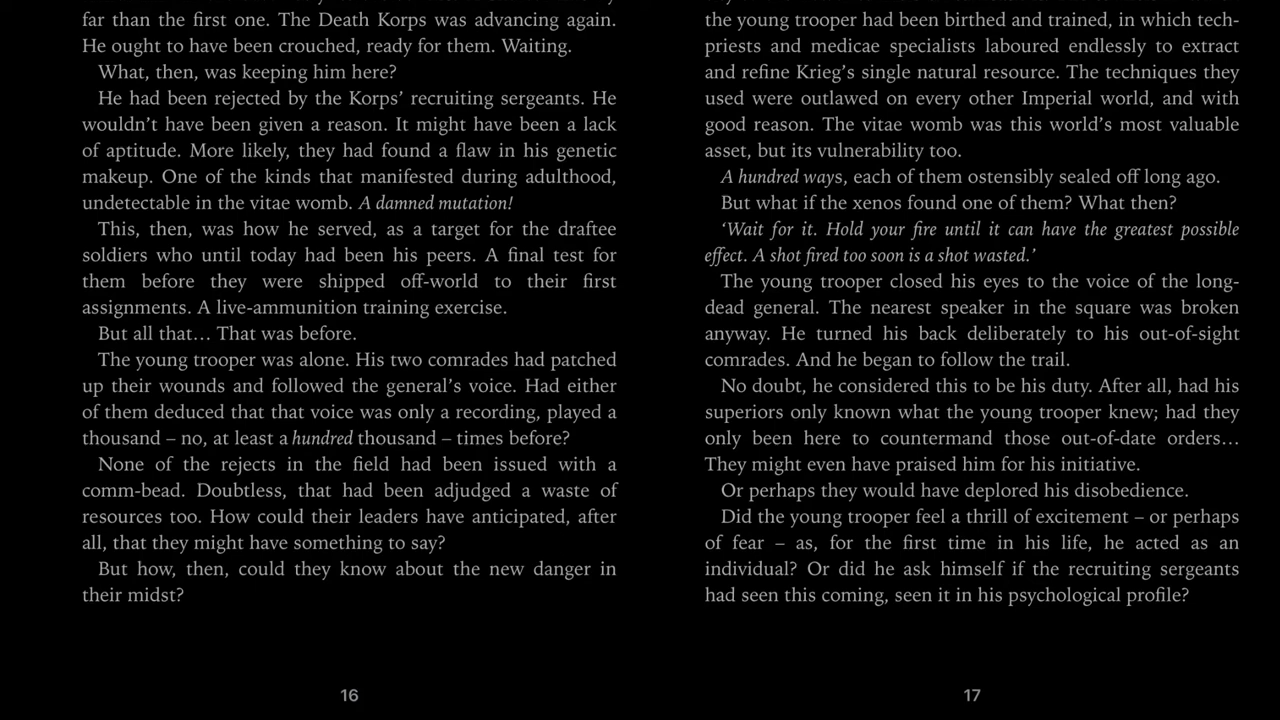 far than the first one. The Death Korps was advancing again.
He ought to have been crouched, ready for them. Waiting.
What, then, was keeping him here?
He had been rejected by the Korps’ recruiting sergeants. He
wouldn’t have been given a reason. It might have been a lack
of aptitude. More likely, they had found a flaw in his genetic
makeup. One of the kinds that manifested during adulthood,
undetectable in the vitae womb. A damned mutation!
This, then, was how he served, as a target for the draftee
soldiers who until today had been his peers. A final test for
them before they were shipped off-world to their first
assignments. A live-ammunition training exercise.
But all that… That was before.
The young trooper was alone. His two comrades had patched
up their wounds and followed the general’s voice. Had either
of them deduced that that voice was only a recording, played a
thousand – no, at least a hundred thousand – times before?
None of the rejects in the field had been issued with a
comm-bead. Doubtless, that had been adjudged a waste of
resources too. How could their leaders have anticipated, after
all, that they might have something to say?
But how, then, could they know about the new danger in
their midst?
16
the young trooper had been birthed and trained, in which tech-
priests and medicae specialists laboured endlessly to extract
and refine Krieg’s single natural resource. The techniques they
used were outlawed on every other Imperial world, and with
good reason. The vitae womb was this world’s most valuable
asset, but its vulnerability too.
A hundred ways, each of them ostensibly sealed off long ago.
But what if the xenos found one of them? What then?
‘Wait for it. Hold your fire until it can have the greatest possible
effect. A shot fired too soon is a shot wasted.’
The young trooper closed his eyes to the voice of the long-
dead general. The nearest speaker in the square was broken
anyway. He turned his back deliberately to his out-of-sight
comrades. And he began to follow the trail.
No doubt, he considered this to be his duty. After all, had his
superiors only known what the young trooper knew; had they
only been here to countermand those out-of-date orders…
They might even have praised him for his initiative.
Or perhaps they would have deplored his disobedience.
Did the young trooper feel a thrill of excitement – or perhaps
of fear – as, for the first time in his life, he acted as an
individual? Or did he ask himself if the recruiting sergeants
had seen this coming, seen it in his psychological profile?
17